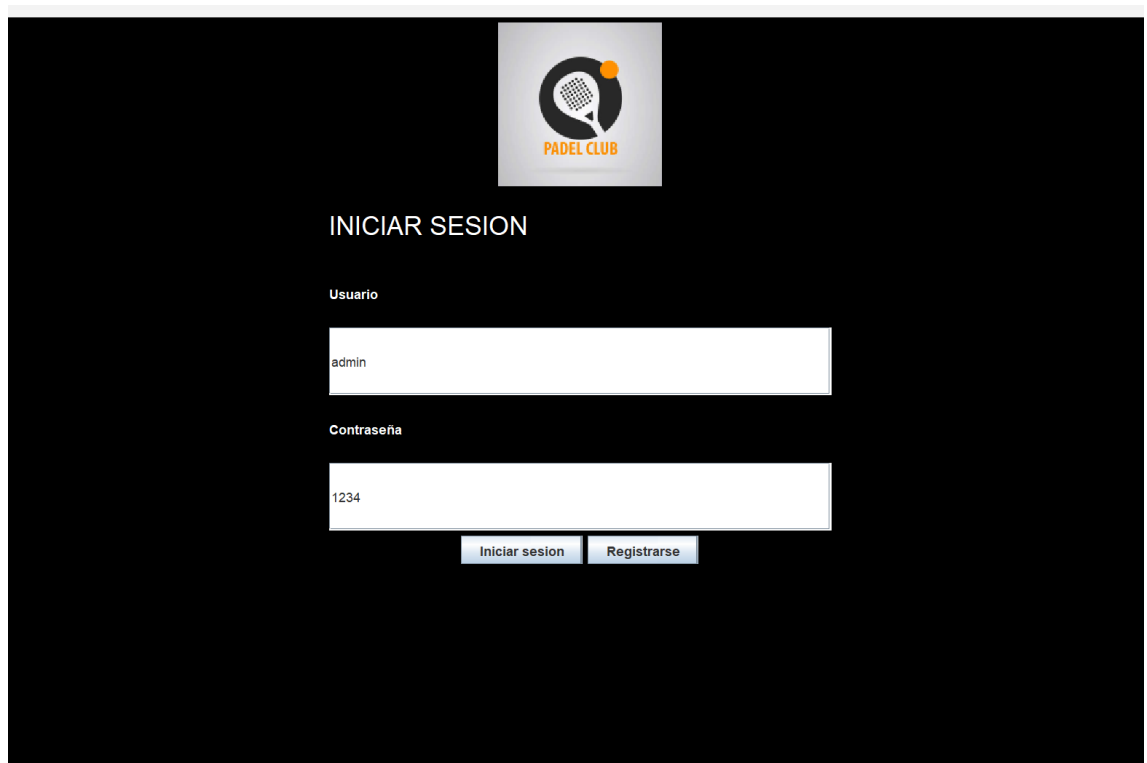 PADEL CLUB
INICIAR SESION
Usuario
admin
Contraseña
1234
Iniciar sesion Registrarse